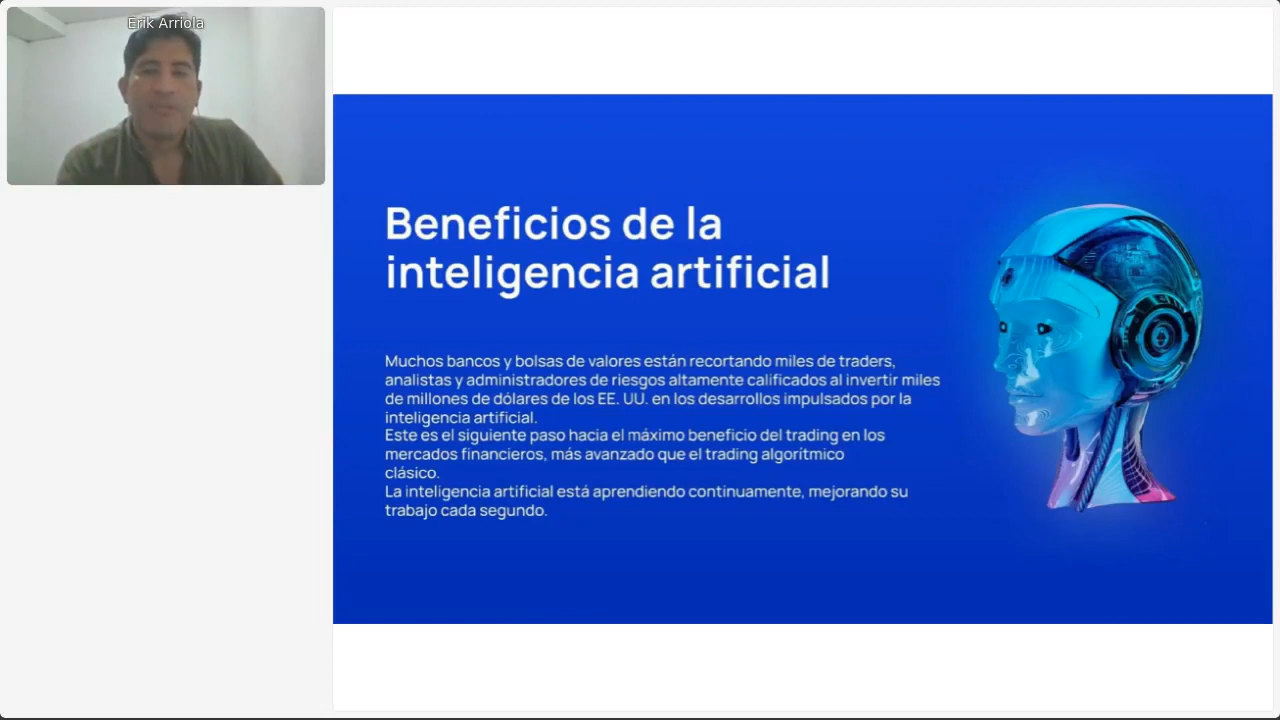 Erik Arriola
Beneficios de la
inteligencia artificial
Muchos bancos y bolsas de valores están recortando miles de traders,
analistas y administradores de riesgos altamente calificados al invertir miles
de millones de dólares de los EE. UU. en los desarrollos impulsados por la
inteligencia artificial.
Este es el siguiente paso hacia el máximo beneficio del trading en los
mercados financieros, más avanzado que el trading algorítmico
clásico.
La inteligencia artificial está aprendiendo continuamente, mejorando su
trabajo cada segundo.